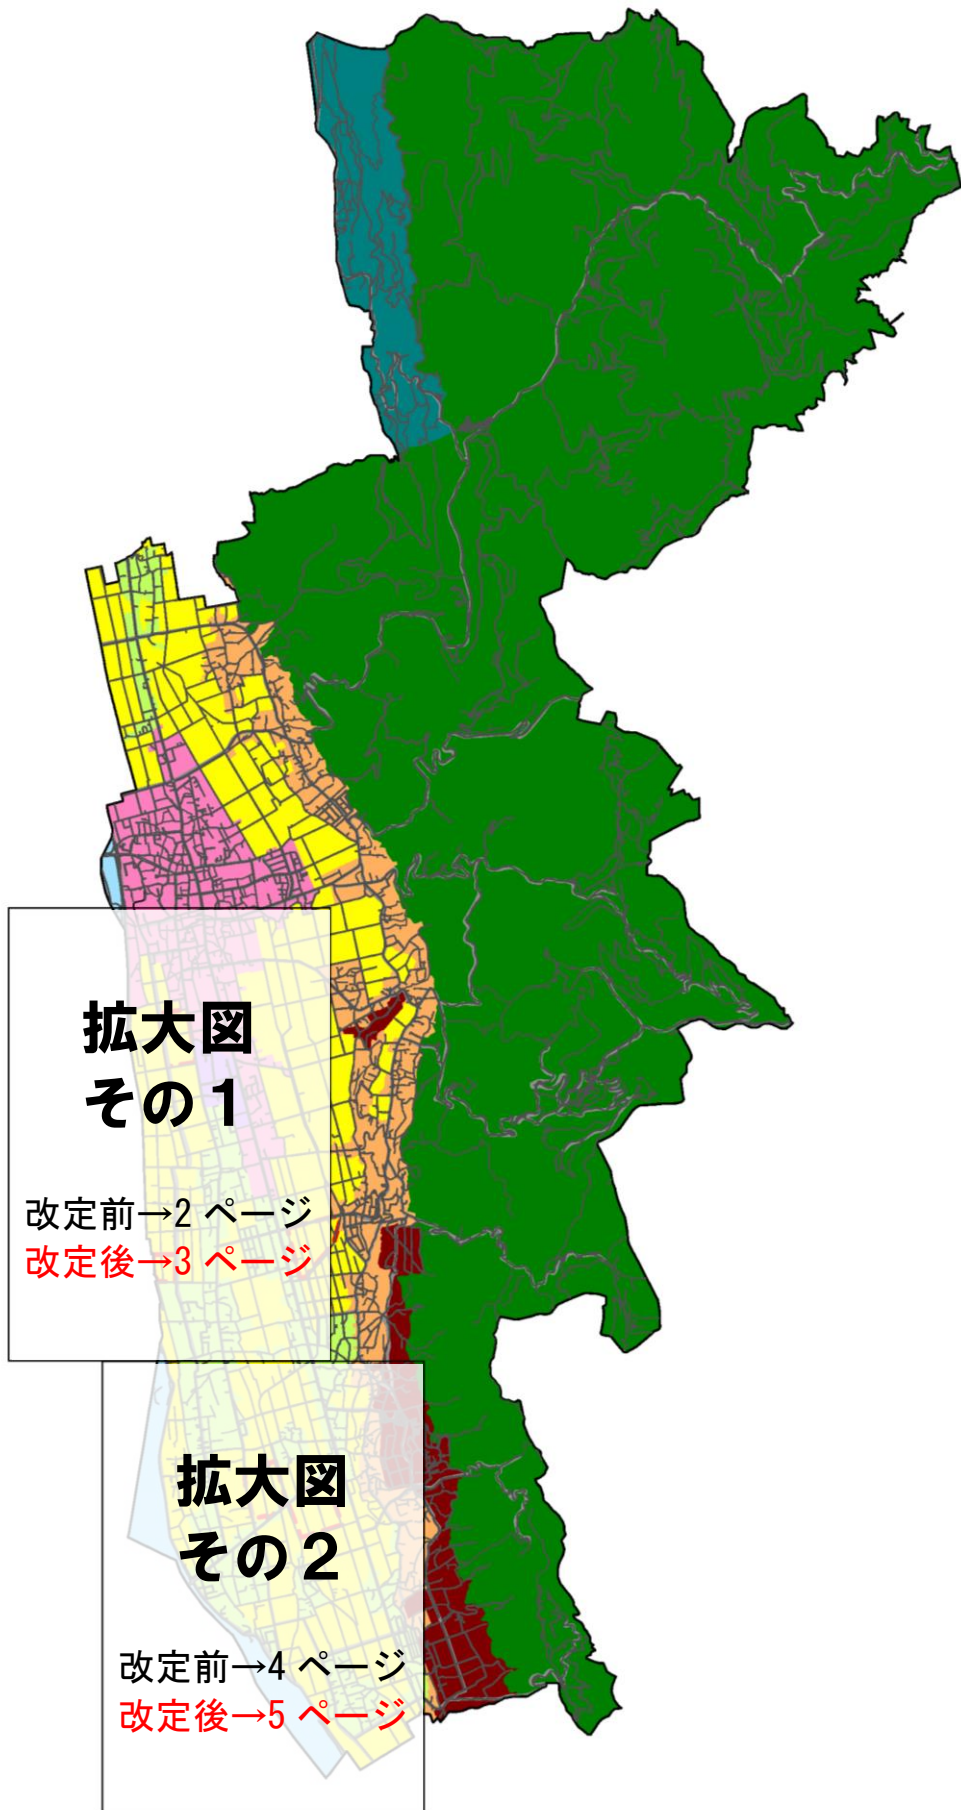 拡大図
その１
改定前→2 ページ
改定後→3 ページ
拡大図
その２
改定前→4 ページ
改定後→5 ページ